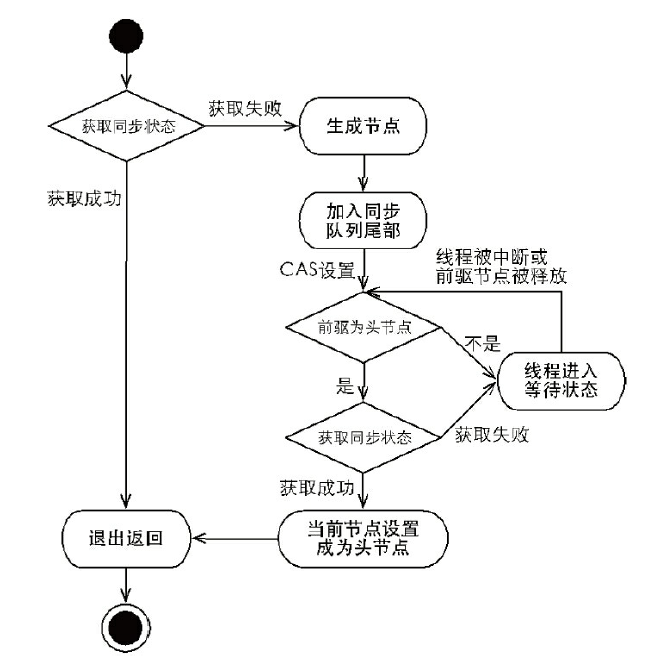 获取同步状态
获取失败
生成节点
获取成功
加入同步
队列尾部
CAS设置
线程被中断或
前驱节点被释放
前驱为头节点
不是
线程进入
等待状态
是
获取同步状态
获取失败
获取成功
退出返回
当前节点设置
成为头节点